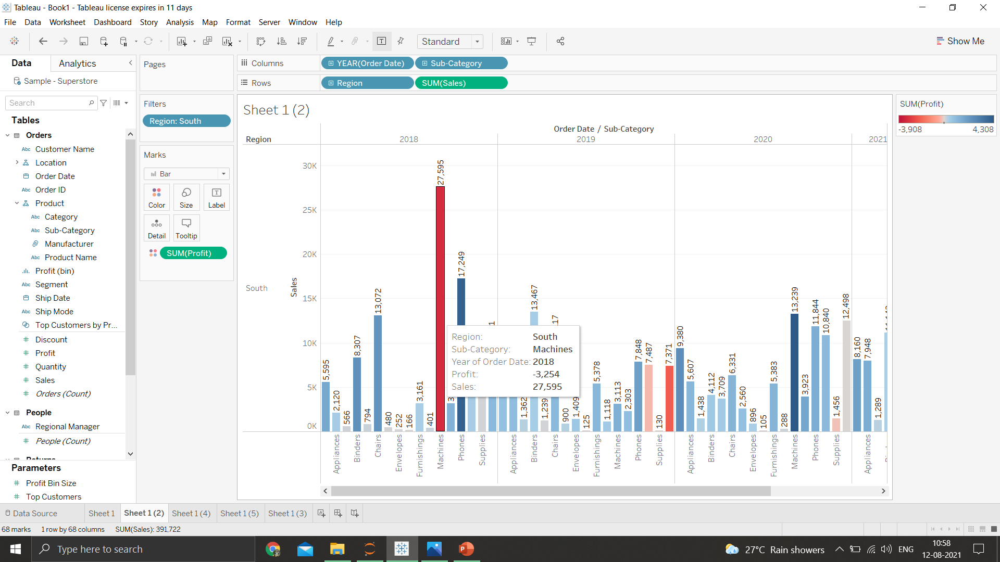 Tableau - Book1 - Tableau license expires in 11 days
File Data Worksheet Dashboard Story Analysis Map Format Server Window Help
Standard
Show Me
Data Analytics
Sample - Superstore
Search
Tables
Orders
Abc Customer Name
Location
Order Date
Abc Order ID
Product
Abc Category
Abc Sub-Category
Manufacturer
Abc Product Name
Profit (bin)
Abc Segment
Ship Date
Abc Ship Mode
Top Customers by Pr...
# Discount
# Profit
# Quantity
# Sales
# Orders (Count)
People
Abc Regional Manager
# People (Count)
Returns
Parameters
# Profit Bin Size
# Top Customers
Pages
Filters
Region: South
Marks
Bar
Color Size Label
Detail Tooltip
SUM(Profit)
Columns YEAR(Order Date) Sub-Category
Rows Region SUM(Sales)
Sheet 1 (2)
Order Date / Sub-Category
Region 2018 2019 2020 2021
South
Sales
30K
25K
20K
15K
10K
5K
0K
5,595
2,120
566
8,307
794
13,072
480
252
166
3,161
401
27,595
17,249
1,362
13,467
1,239
900
1,409
125
5,378
1,118
3,113
2,303
7,848
7,487
130
7,371
9,380
5,607
1,438
4,112
3,709
6,331
2,560
896
105
5,383
288
13,239
3,923
11,844
10,840
1,456
12,498
8,160
7,948
1,289
Region: South
Sub-Category: Machines
Year of Order Date: 2018
Profit: -3,254
Sales: 27,595
Appliances
Binders
Chairs
Envelopes
Furnishings
Machines
Phones
Supplies
Appliances
Binders
Chairs
Envelopes
Furnishings
Machines
Phones
Supplies
Appliances
Binders
Chairs
Envelopes
Furnishings
Machines
Phones
Supplies
Appliances
SUM(Profit)
-3,908 4,308
Data Source Sheet 1 Sheet 1 (2) Sheet 1 (4) Sheet 1 (5) Sheet 1 (3)
68 marks 1 row by 68 columns SUM(Sales): 391,722
Type here to search
27°C Rain showers ENG
10:58
12-08-2021